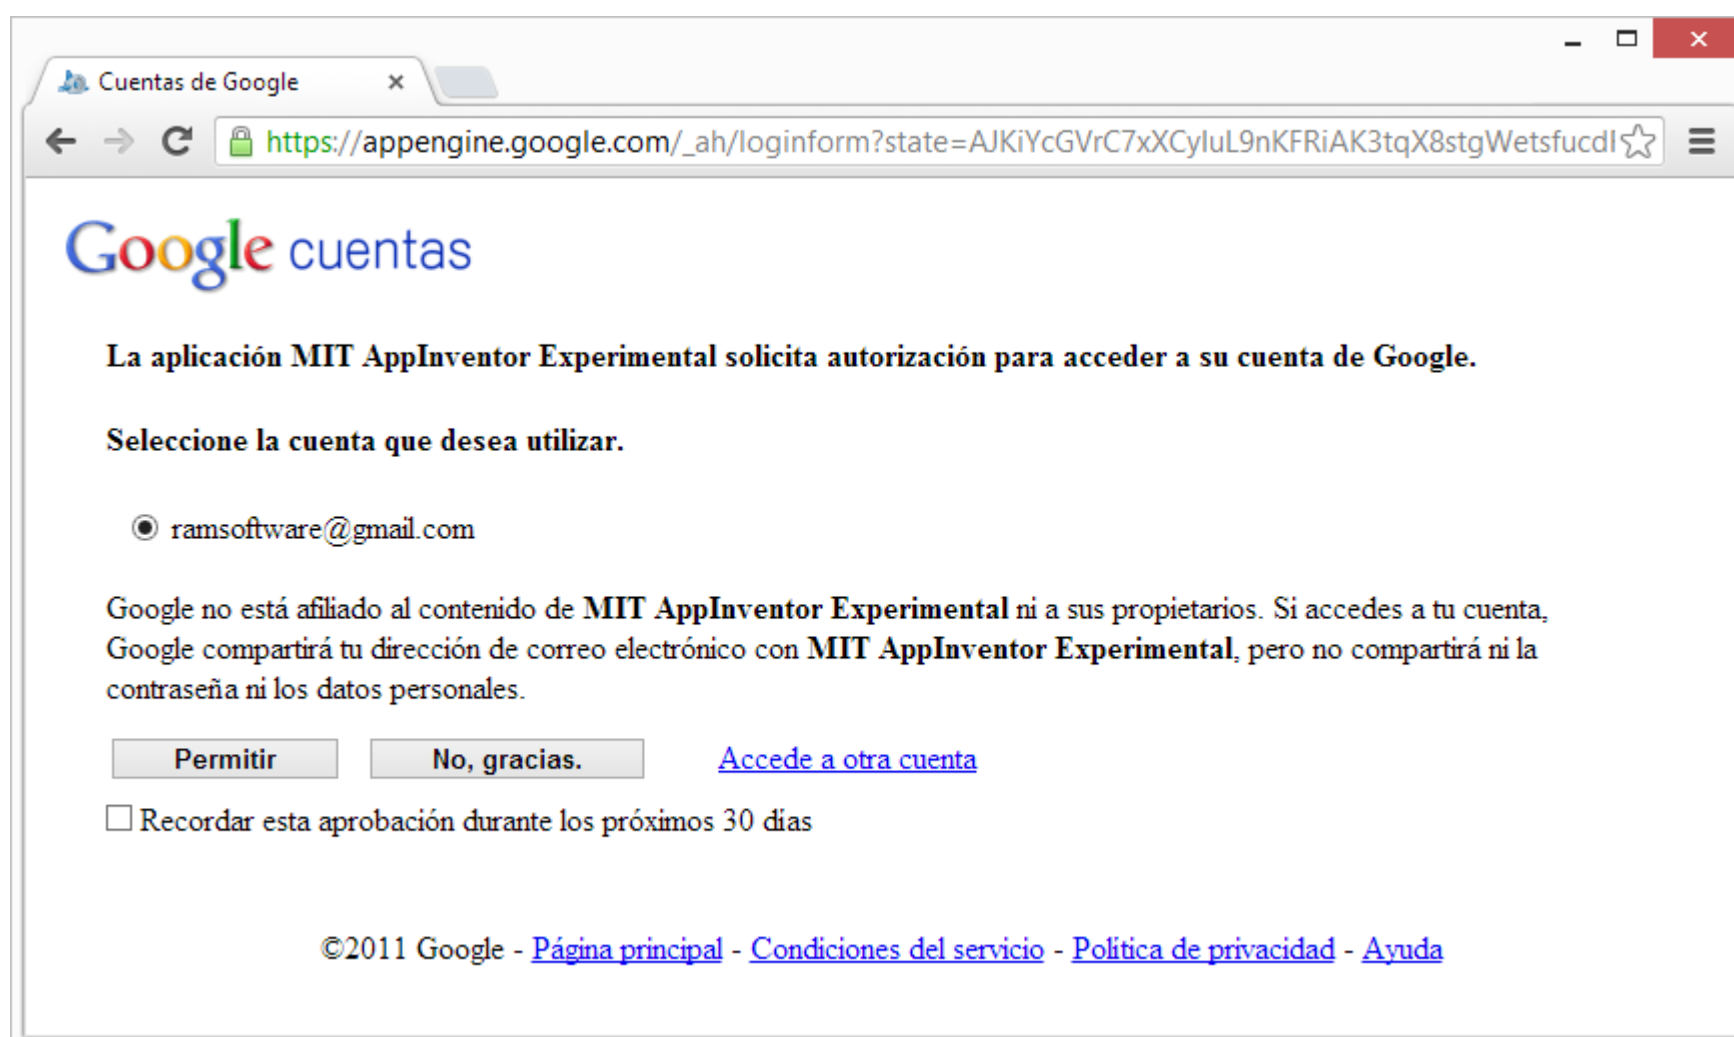 Cuentas de Google
https://appengine.google.com/_ah/loginform?state=AJKiYcGVrC7xXCyIuL9nKFRiAK3tqX8stgWetsfucdl
Google cuentas
La aplicación MIT AppInventor Experimental solicita autorización para acceder a su cuenta de Google.
Seleccione la cuenta que desea utilizar.
ramsoftware@gmail.com
Google no está afiliado al contenido de MIT AppInventor Experimental ni a sus propietarios. Si accedes a tu cuenta,
Google compartirá tu dirección de correo electrónico con MIT AppInventor Experimental, pero no compartirá ni la
contraseña ni los datos personales.
Permitir No, gracias. Accede a otra cuenta
Recordar esta aprobación durante los próximos 30 días
©2011 Google - Página principal - Condiciones del servicio - Política de privacidad - Ayuda